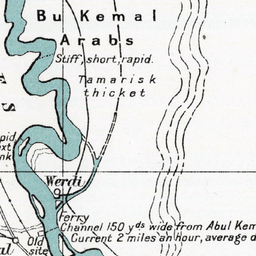 Bu Kemal
Arabs
Stiff, short, rapid.
Tamarisk
thicket
Werdi
Ferry
Channel 150 yds wide from Abul Kem
Current 2 miles an hour, average d
Old
site